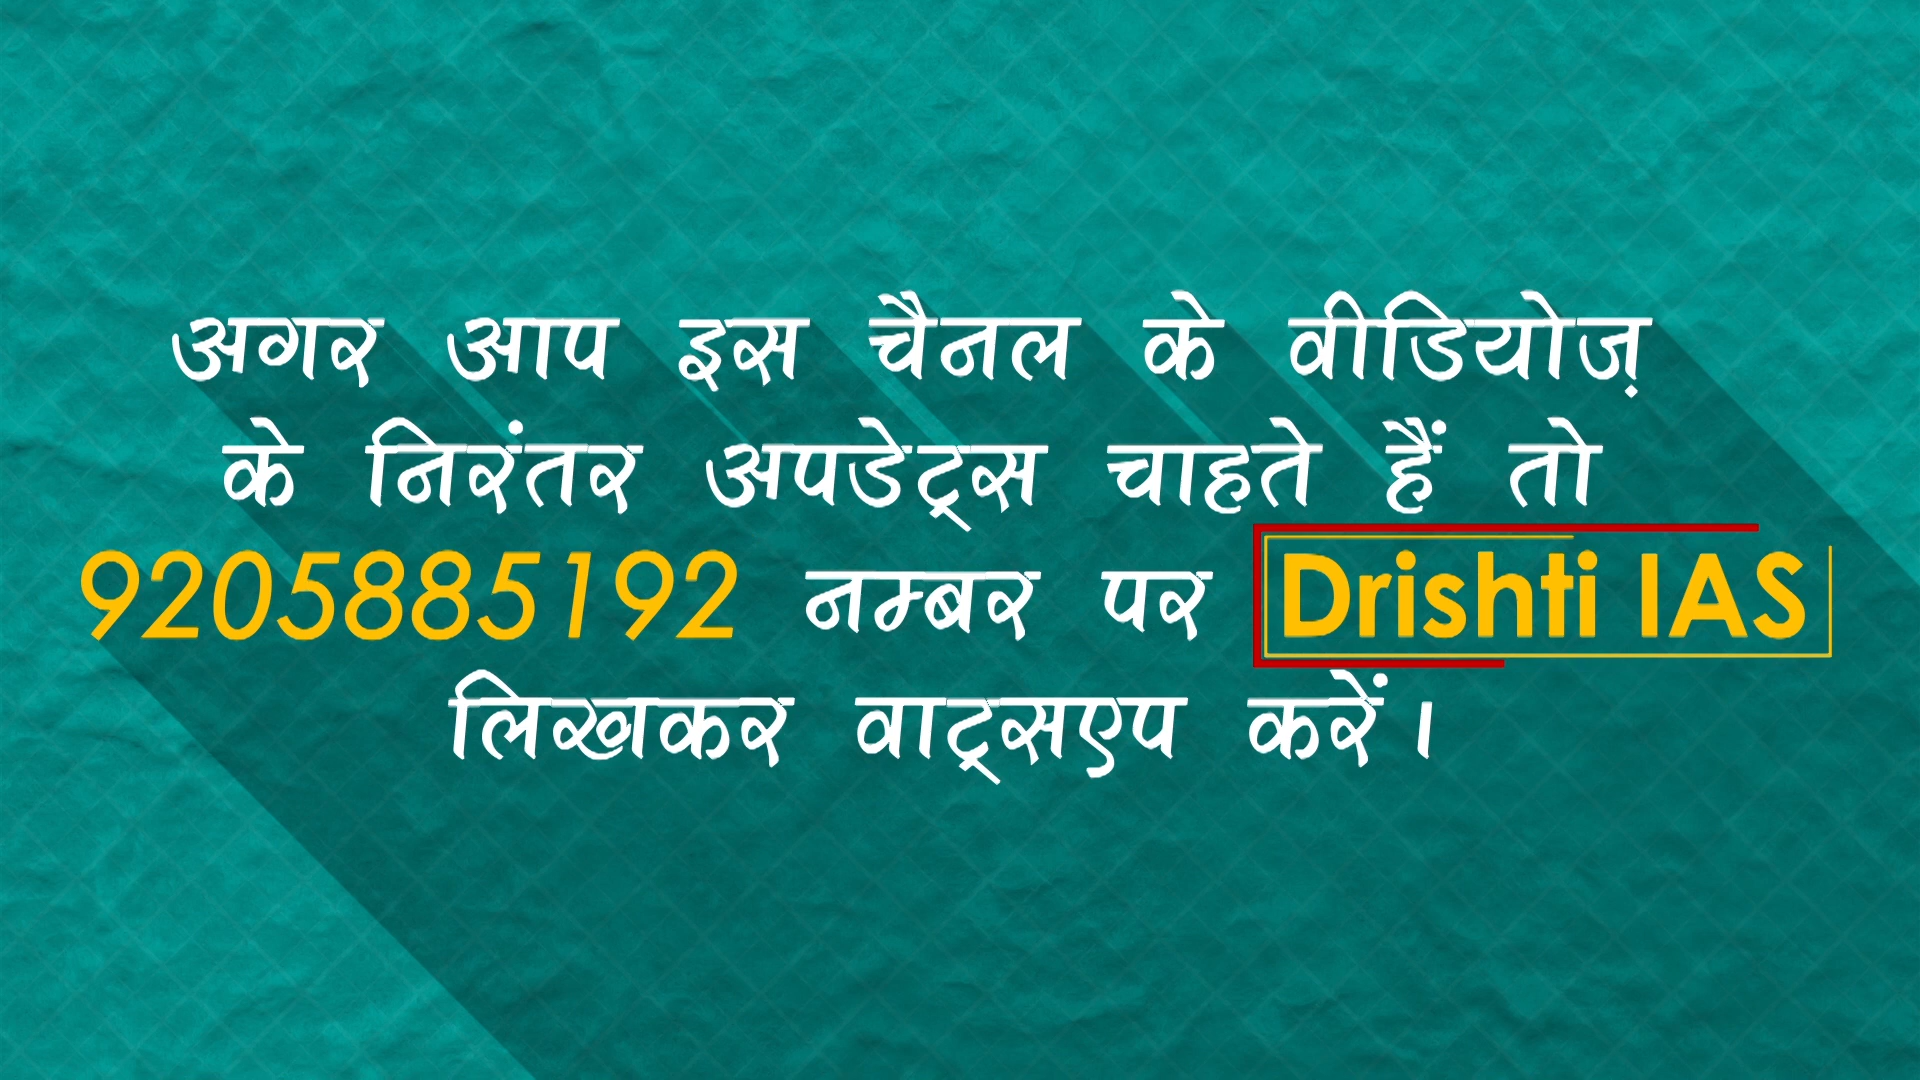 अगर आप इस चैनल के वीडियोज़
के निरंतर अपडेट्स चाहते हैं तो
9205885192 नम्बर पर Drishti IAS
लिखकर वाट्सएप करें।